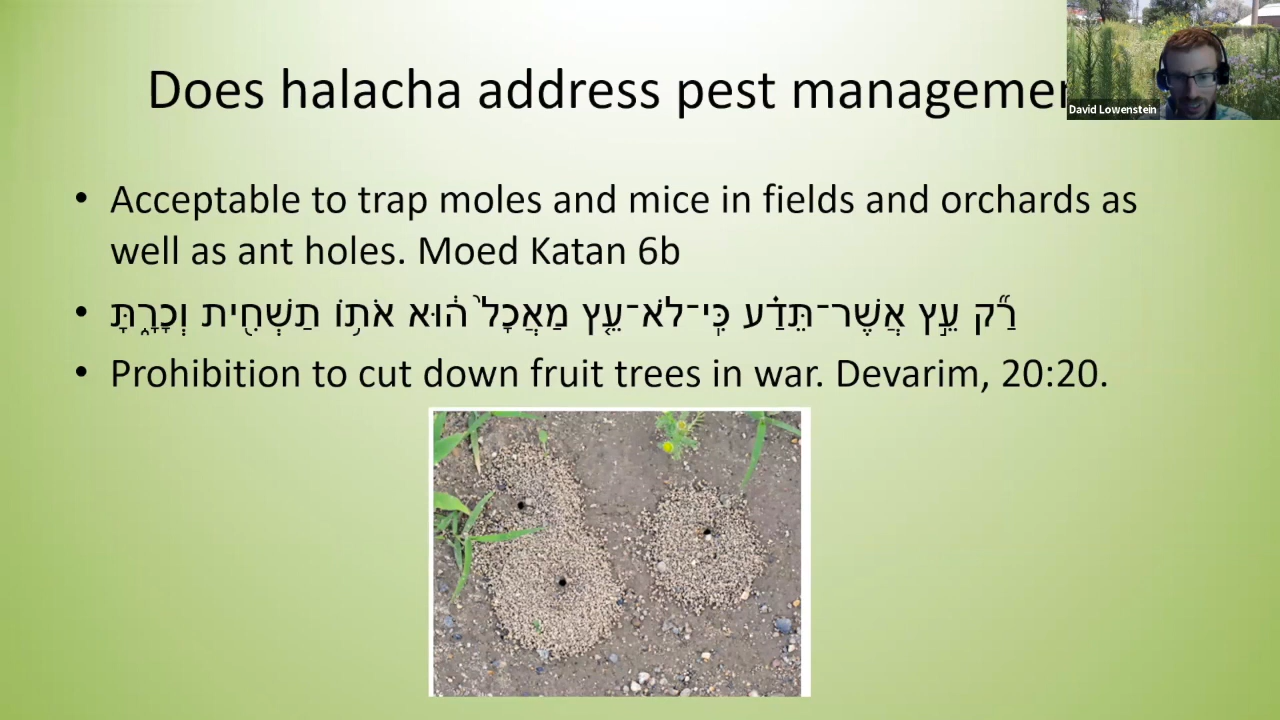 Does halacha address pest managemen
David Lowenstein
• Acceptable to trap moles and mice in fields and orchards as
well as ant holes. Moed Katan 6b
• רַ֞ק עֵ֣ץ אֲשֶׁר־תֵּדַ֗ע כִּֽי־לֹא־עֵ֤ץ מַאֲכָל֙ ה֔וּא אֹת֥וֹ תַשְׁחִ֖ית וְכָרָ֑תָּ
• Prohibition to cut down fruit trees in war. Devarim, 20:20.